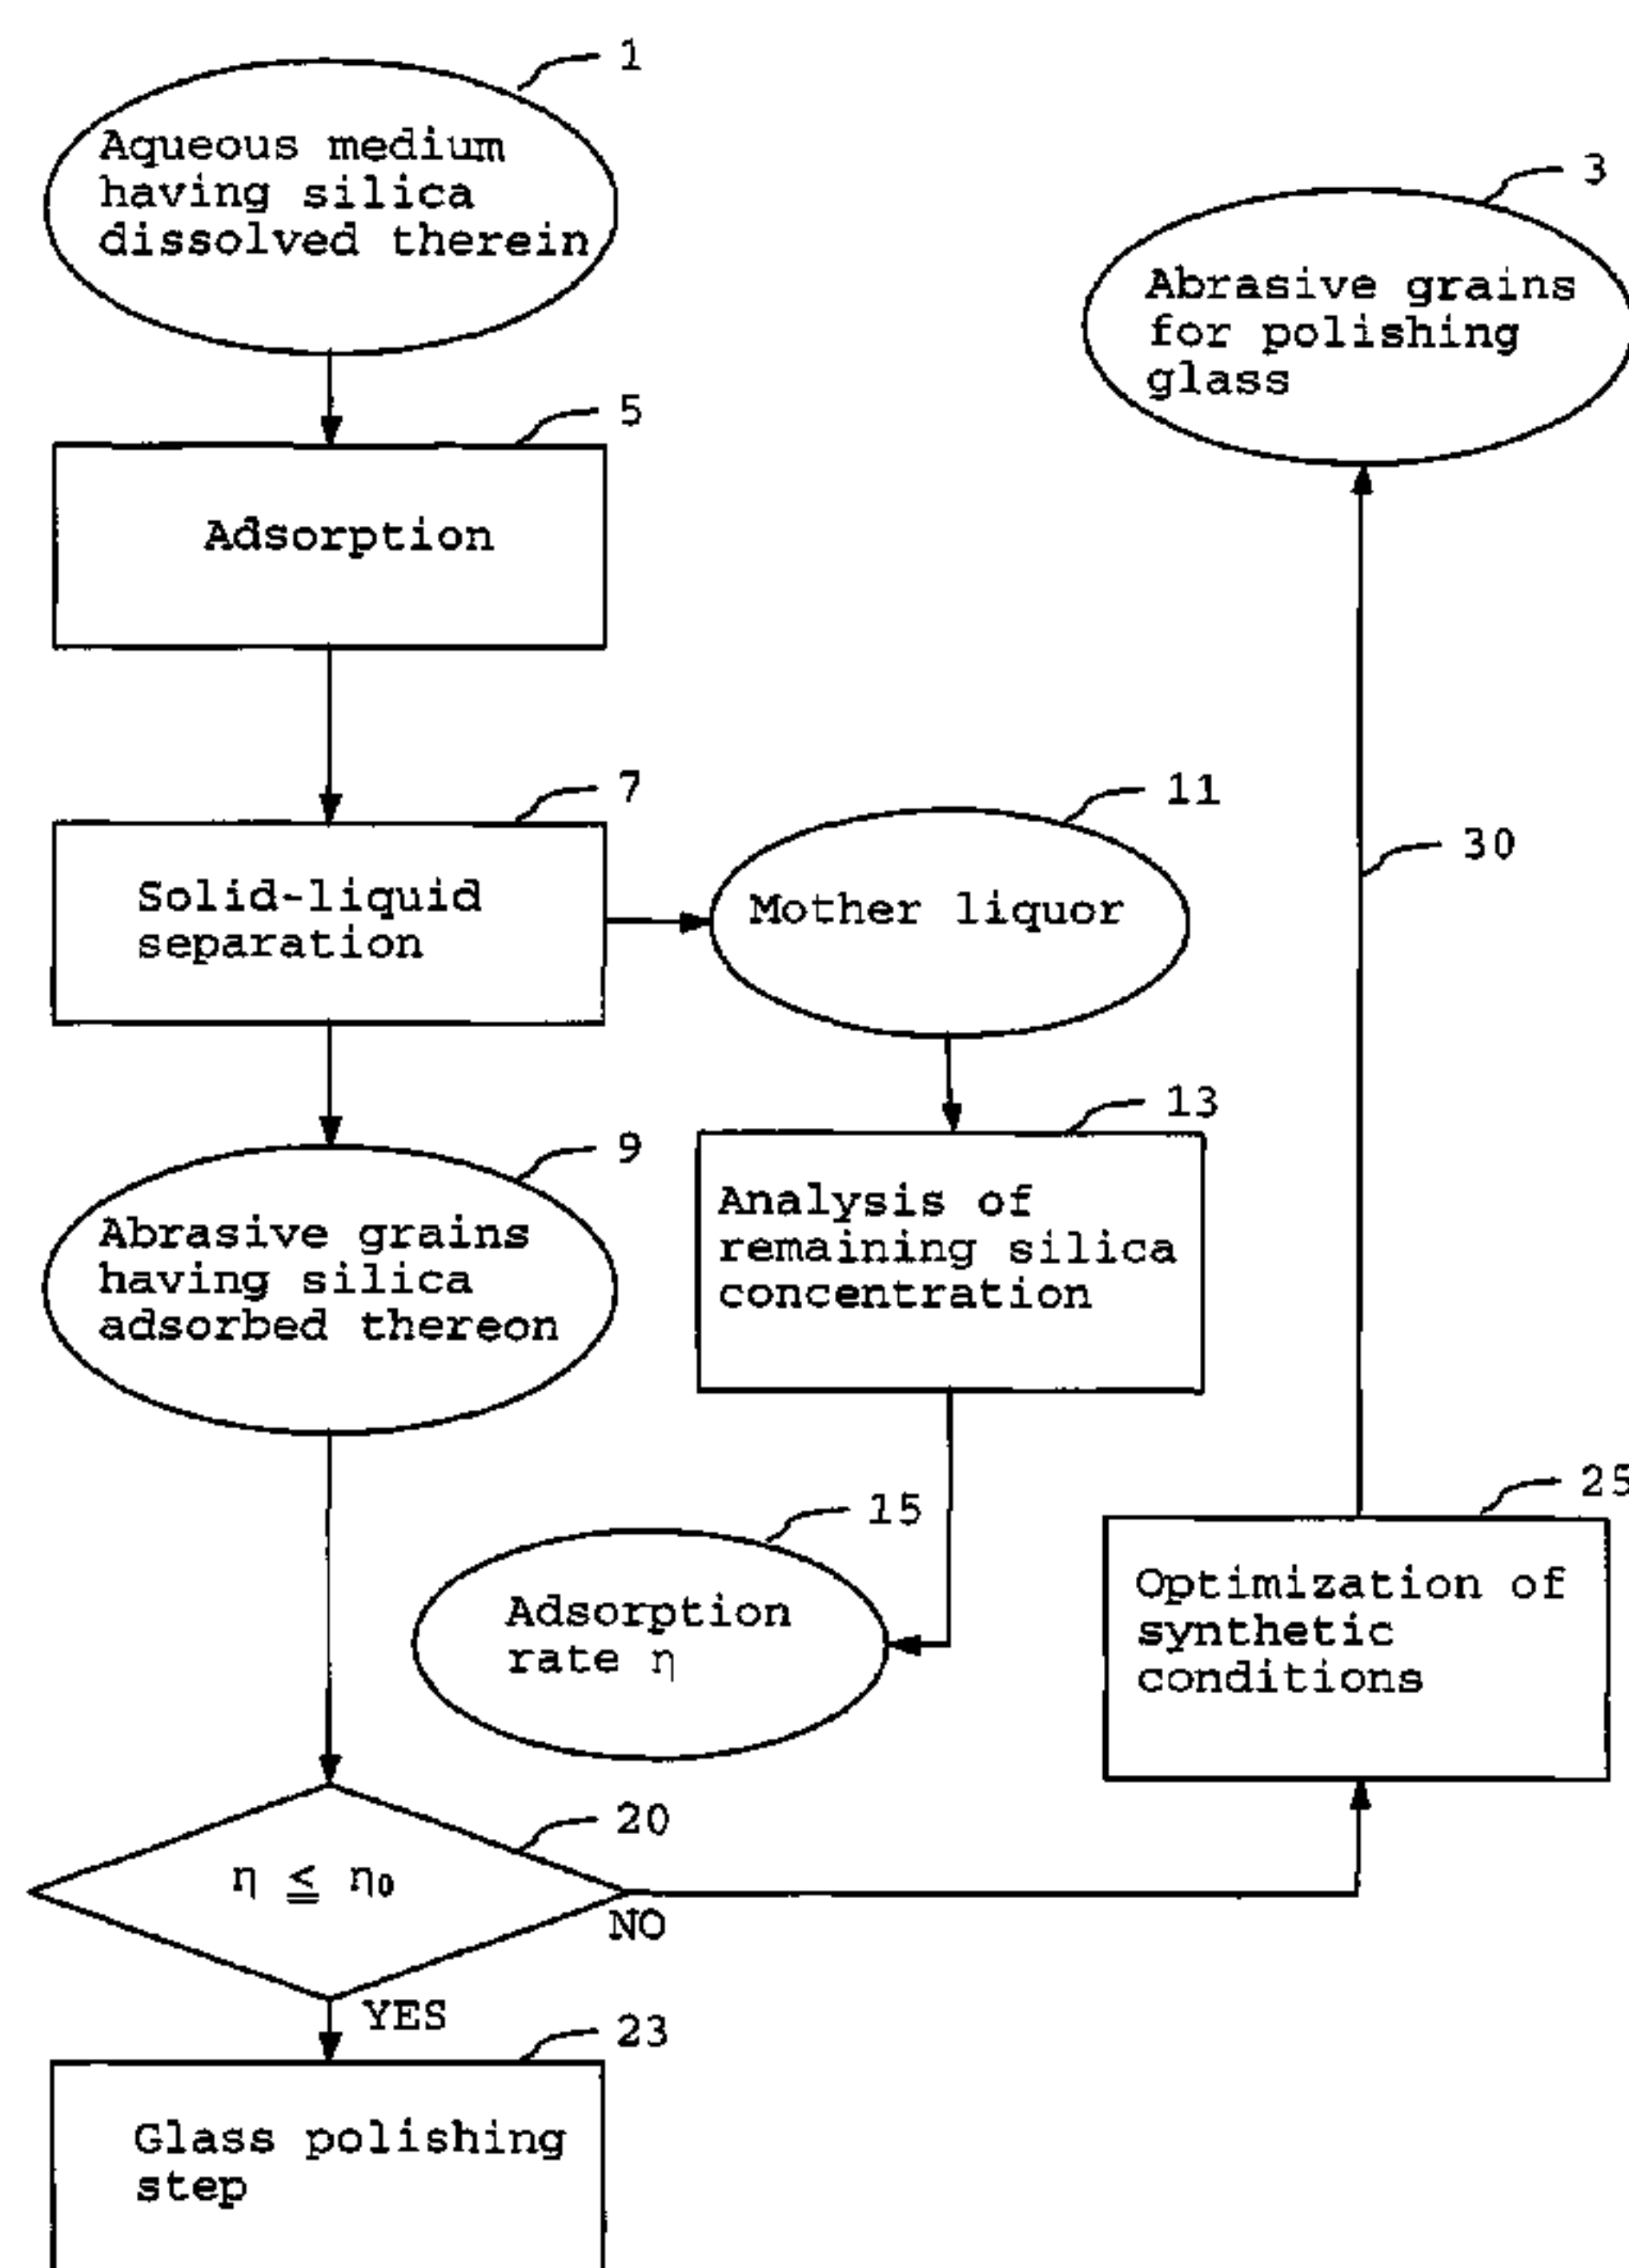 1
Aqueous medium
having silica
dissolved therein
3
Abrasive grains
for polishing
glass
5
Adsorption
7
Solid-liquid
separation
11
Mother liquor
30
9
Abrasive grains
having silica
adsorbed thereon
13
Analysis of
remaining silica
concentration
15
Adsorption
rate η
25
Optimization of
synthetic
conditions
20
η ≦ η₀
NO
YES
23
Glass polishing
step